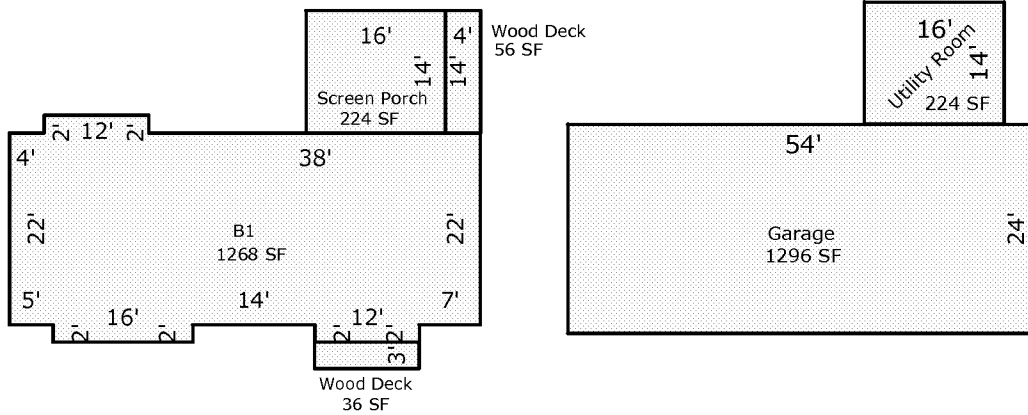 16'
4'
Wood Deck
56 SF
14'
14'
Screen Porch
224 SF
2'
12'
2'
4'
38'
22'
B1
1268 SF
22'
5'
16'
14'
7'
2'
2'
2'
12'
2'
3'
Wood Deck
36 SF
16'
Utility Room
14'
224 SF
54'
Garage
1296 SF
24'